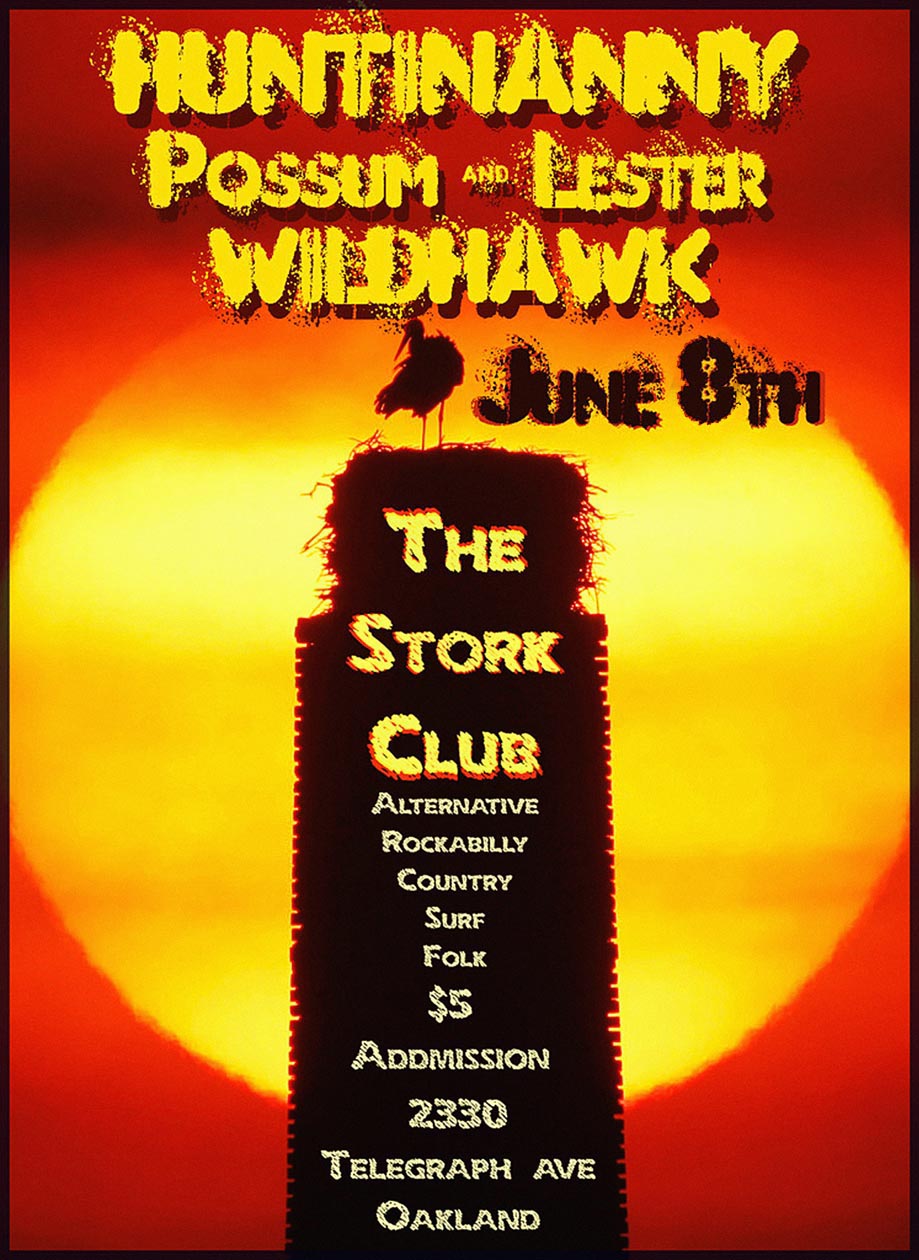 HUNTINANNY
POSSUM AND LESTER
WILDHAWK
JUNE 8TH
THE
STORK
CLUB
ALTERNATIVE
ROCKABILLY
COUNTRY
SURF
FOLK
$5
ADDMISSION
2330
TELEGRAPH AVE
OAKLAND